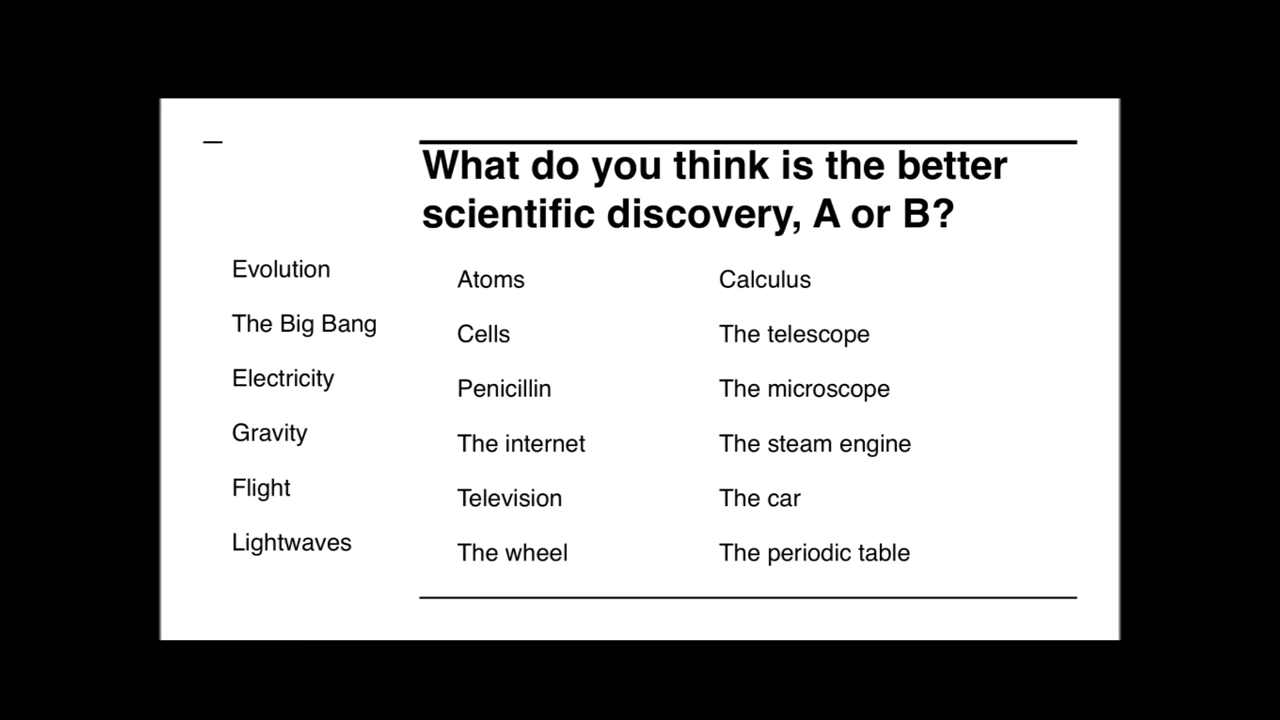 What do you think is the better
scientific discovery, A or B?
Evolution
The Big Bang
Electricity
Gravity
Flight
Lightwaves
Atoms
Cells
Penicillin
The internet
Television
The wheel
Calculus
The telescope
The microscope
The steam engine
The car
The periodic table